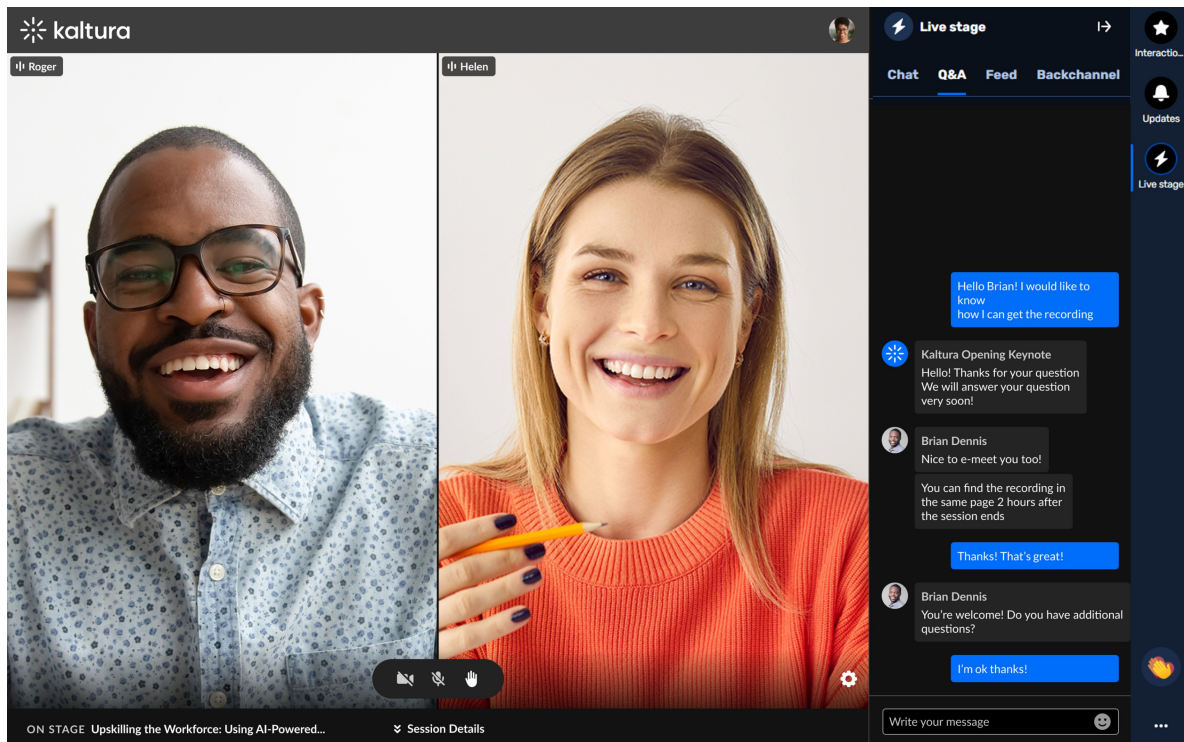 kaltura
Roger
Helen
Live stage
Chat Q&A Feed Backchannel
Hello Brian! I would like to
know
how I can get the recording
Kaltura Opening Keynote
Hello! Thanks for your question
We will answer your question
very soon!
Brian Dennis
Nice to e-meet you too!
You can find the recording in
the same page 2 hours after
the session ends
Thanks! That's great!
Brian Dennis
You're welcome! Do you have additional
questions?
I'm ok thanks!
Write your message
Interactio...
Updates
Live stage
ON STAGE Upskilling the Workforce: Using AI-Powered...
Session Details